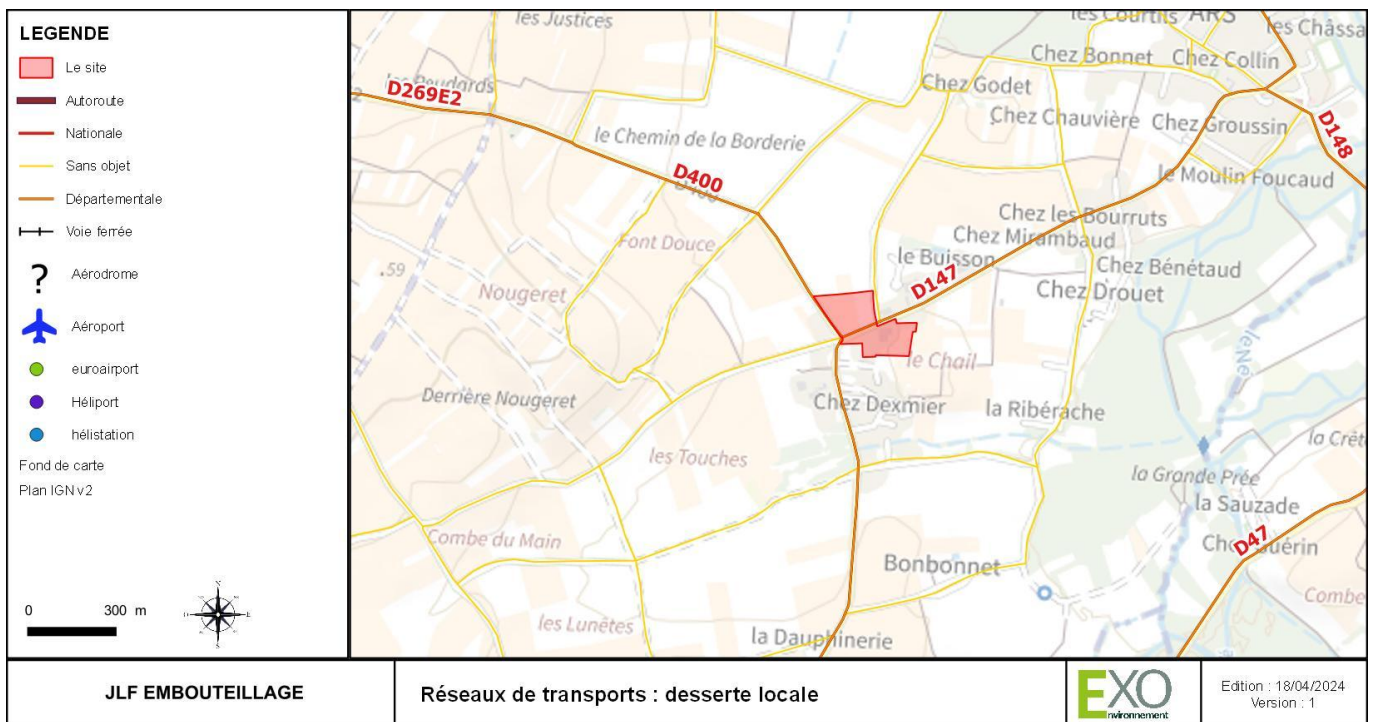 LEGENDE
Le site
Autoroute
Nationale
Sans objet
Départementale
Voie ferrée
?
Aérodrome
Aéroport
euroairport
Héliport
hélistation
Fond de carte
Plan IGN v2
0 300 m
N
E
S
les Justices
les Courtils
ARS
les Châssa
Chez Bonnet
Chez Collin
D269E2
Chez Godet
Chez Chauvière
Chez Groussin
D148
le Chemin de la Borderie
D400
le Moulin Foucaud
Chez les Bourruts
Chez Mirambaud
Font Douce
le Buisson
.59
Chez Bénétaud
Nougeret
D147
Chez Drouet
le Né
le Chail
Derrière Nougeret
Chez Dexmier
la Ribérache
la Crêt
les Touches
la Grande Prée
la Sauzade
Combe du Main
D47
Bonbonnet
Combe
les Lunètes
la Dauphinerie
JLF EMBOUTEILLAGE
Réseaux de transports : desserte locale
EXO
nvironnement
Edition : 18/04/2024
Version : 1